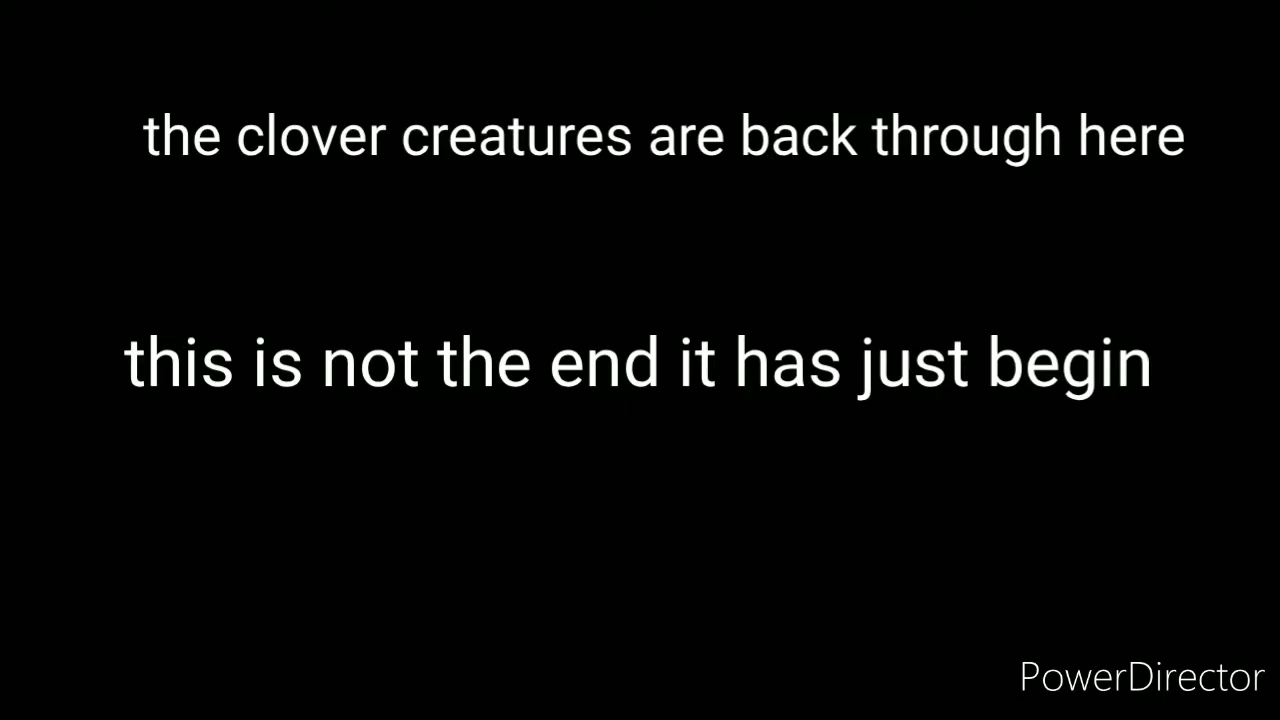 the clover creatures are back through here
this is not the end it has just begin
PowerDirector